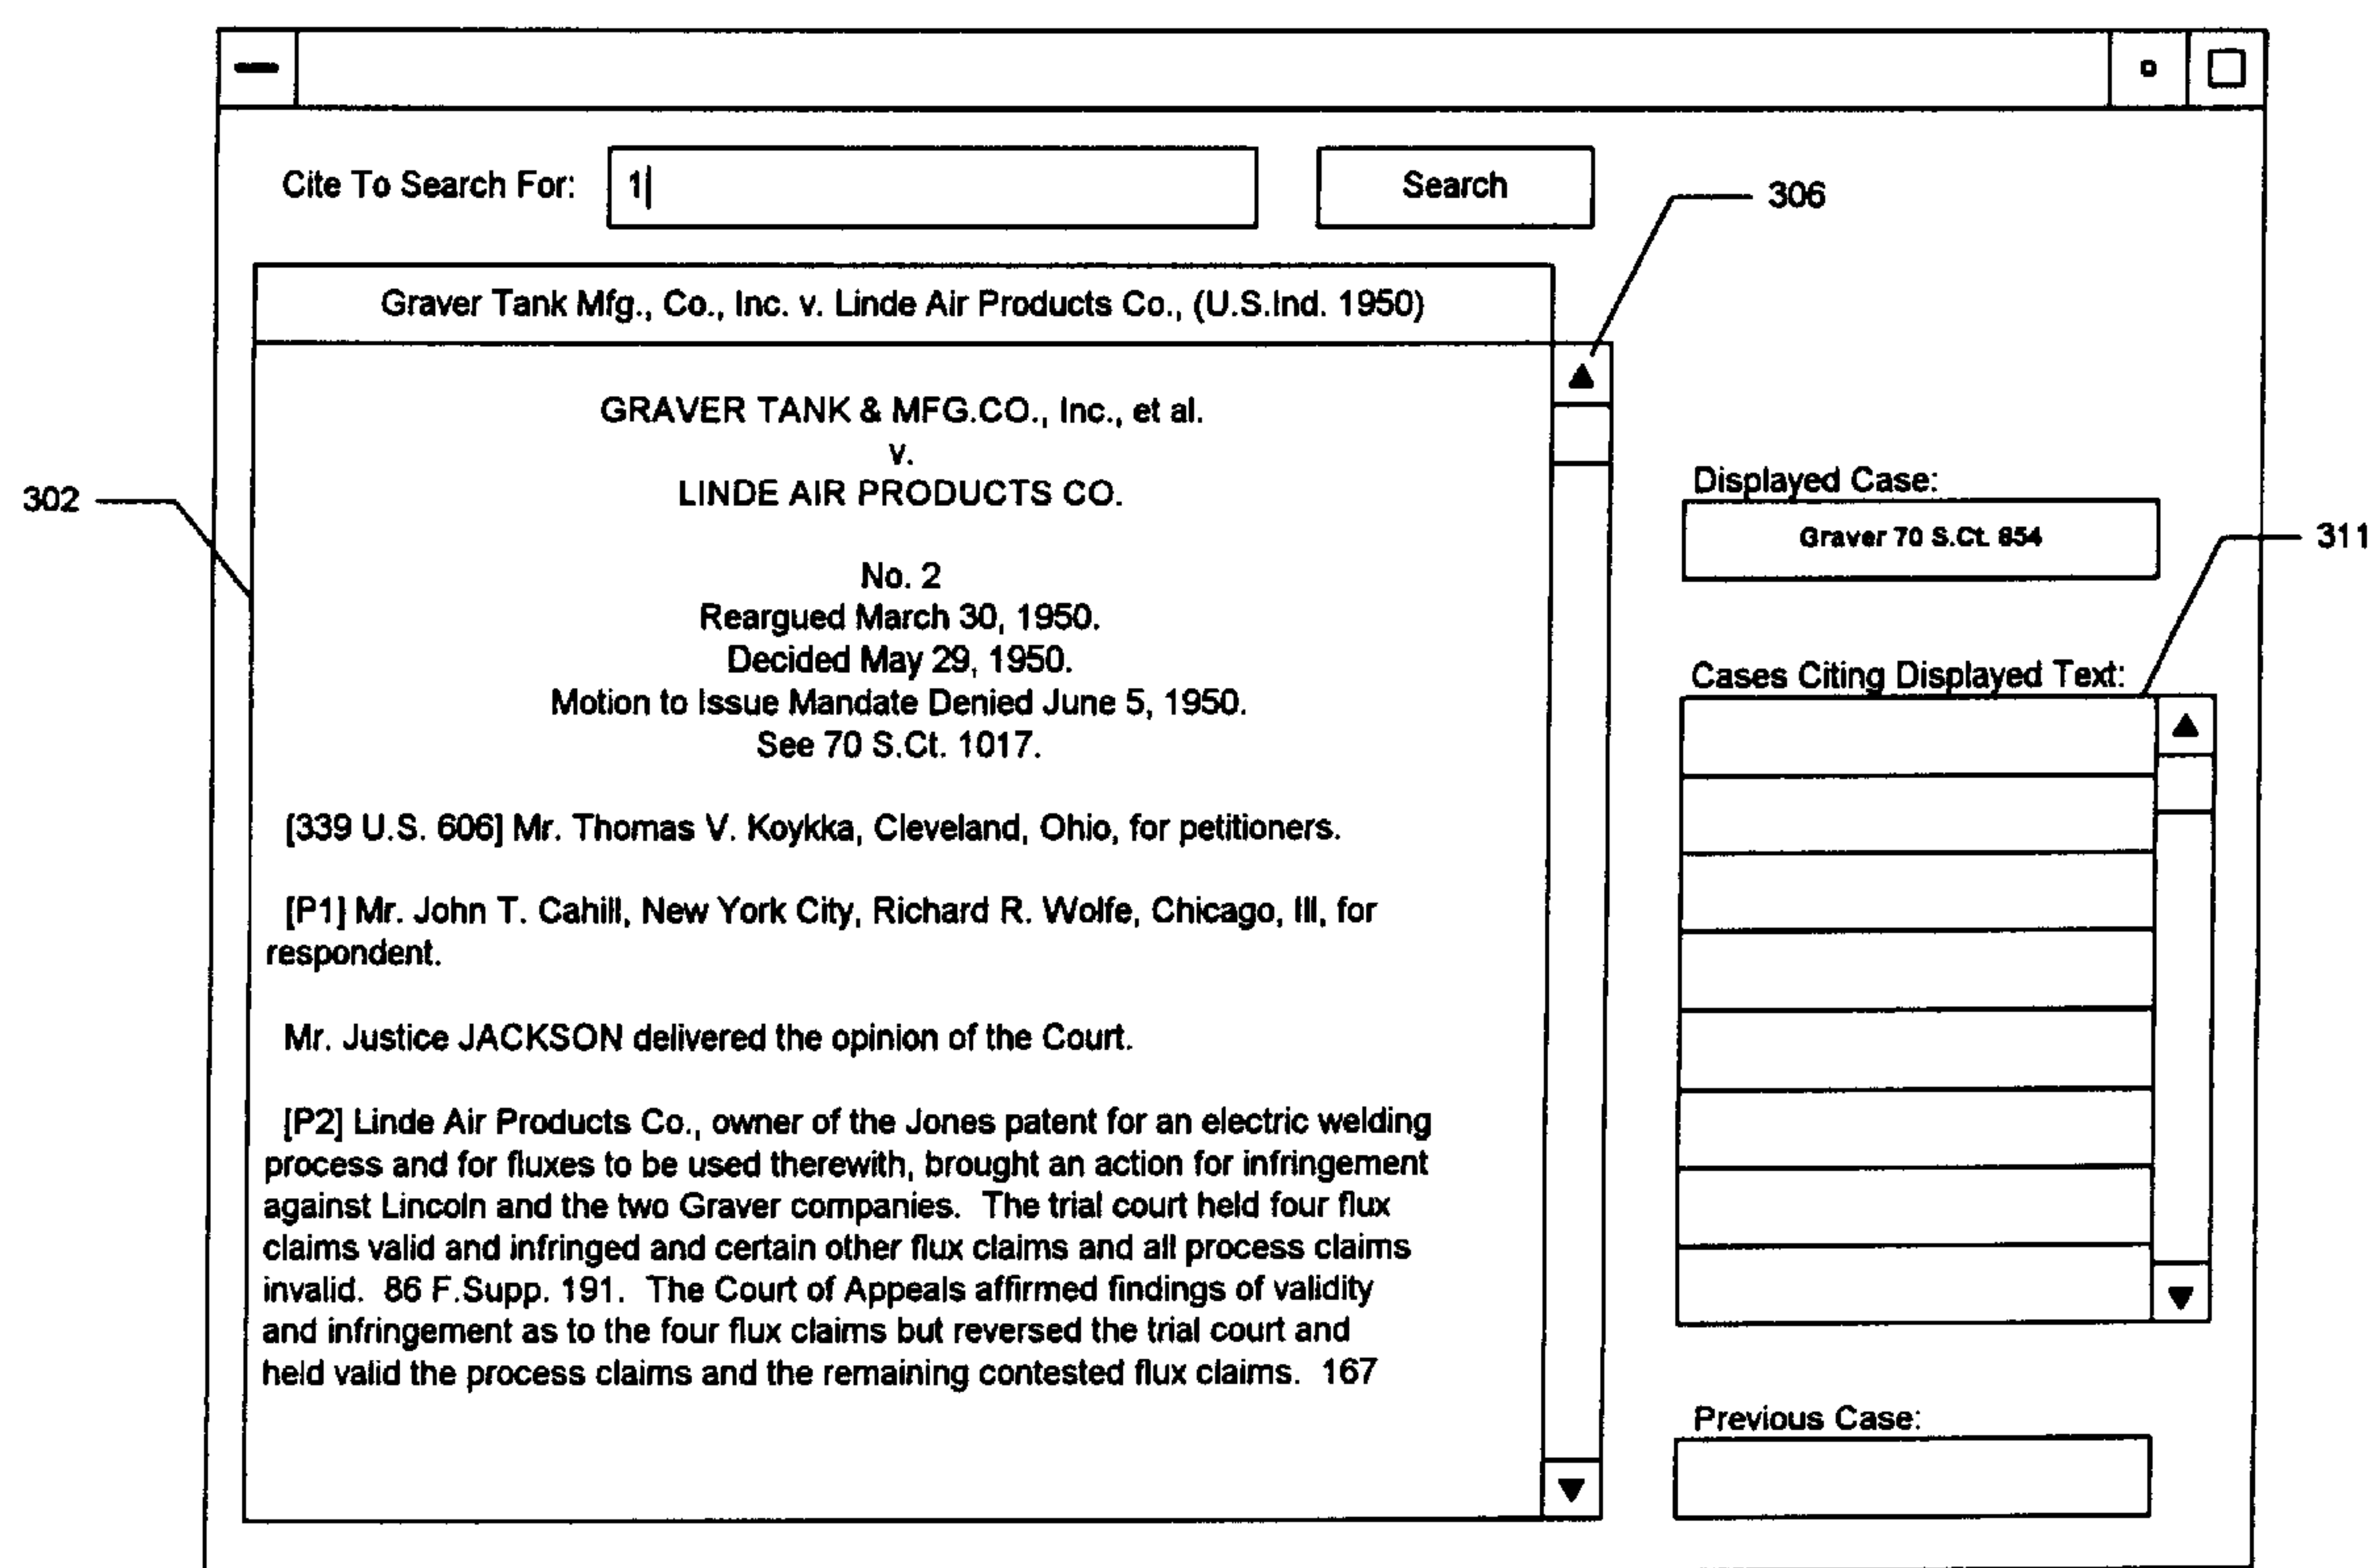 Cite To Search For: 1 Search
306
Graver Tank Mfg., Co., Inc. v. Linde Air Products Co., (U.S.Ind. 1950)
GRAVER TANK & MFG.CO., Inc., et al.
v.
LINDE AIR PRODUCTS CO.
302
No. 2
Reargued March 30, 1950.
Decided May 29, 1950.
Motion to Issue Mandate Denied June 5, 1950.
See 70 S.Ct. 1017.
[339 U.S. 606] Mr. Thomas V. Koykka, Cleveland, Ohio, for petitioners.
[P1] Mr. John T. Cahill, New York City, Richard R. Wolfe, Chicago, Ill, for
respondent.
Mr. Justice JACKSON delivered the opinion of the Court.
[P2] Linde Air Products Co., owner of the Jones patent for an electric welding
process and for fluxes to be used therewith, brought an action for infringement
against Lincoln and the two Graver companies. The trial court held four flux
claims valid and infringed and certain other flux claims and all process claims
invalid. 86 F.Supp. 191. The Court of Appeals affirmed findings of validity
and infringement as to the four flux claims but reversed the trial court and
held valid the process claims and the remaining contested flux claims. 167
Displayed Case:
Graver 70 S.Ct. 854
311
Cases Citing Displayed Text:
Previous Case: